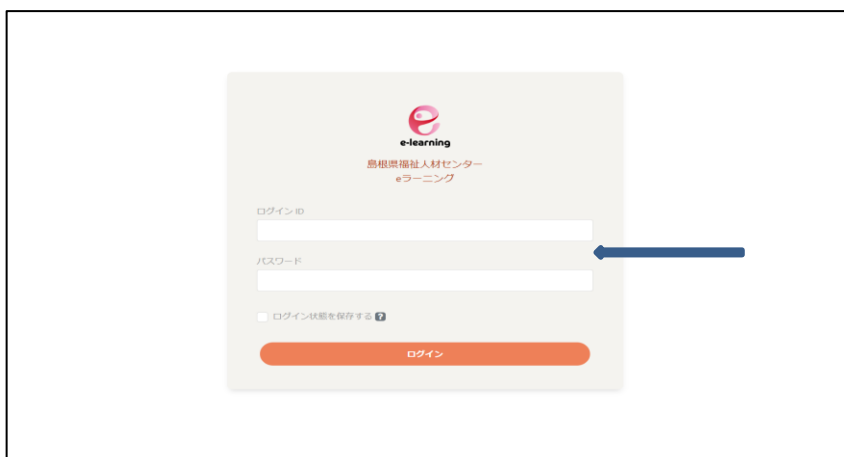 e-learning
島根県福祉人材センター
eラーニング
ログイン ID
パスワード
ログイン状態を保存する ?
ログイン